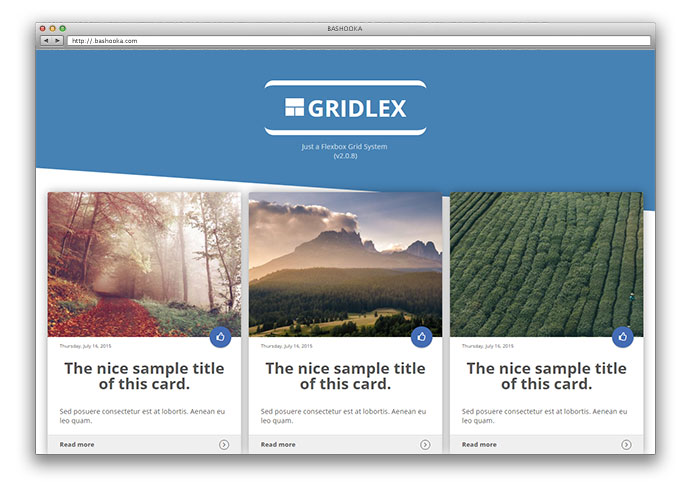 BASHOOKA
http://.bashooka.com
GRIDLEX
Just a Flexbox Grid System
(v2.0.8)
Thursday, July 16, 2015
The nice sample title
of this card.
Sed posuere consectetur est at lobortis. Aenean eu
leo quam.
Read more
Thursday, July 16, 2015
The nice sample title
of this card.
Sed posuere consectetur est at lobortis. Aenean eu
leo quam.
Read more
Thursday, July 16, 2015
The nice sample title
of this card.
Sed posuere consectetur est at lobortis. Aenean eu
leo quam.
Read more